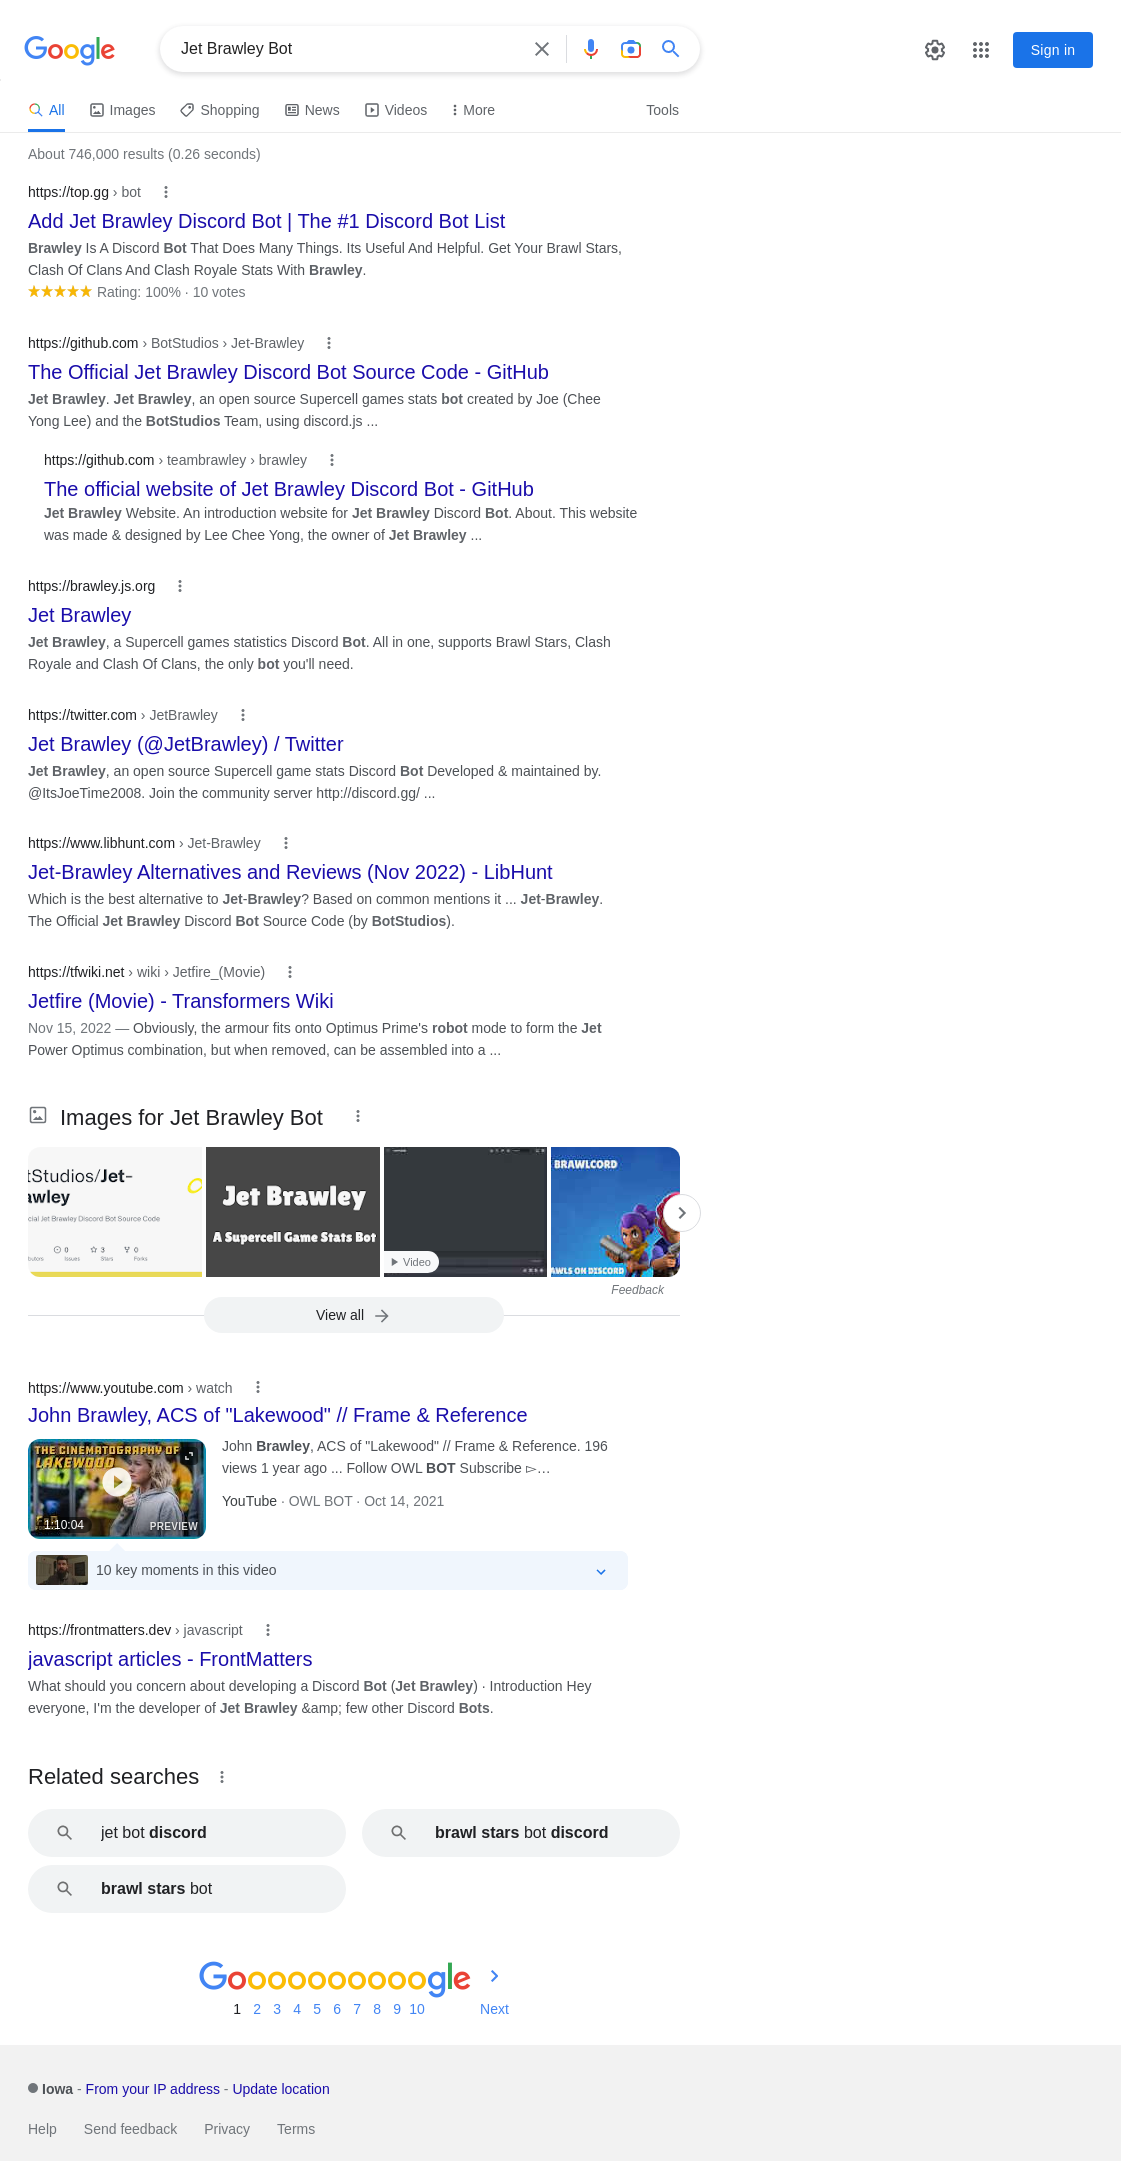 Google
Jet Brawley Bot
Sign in
All
Images
Shopping
News
Videos
More
Tools
About 746,000 results (0.26 seconds)
https://top.gg › bot
Add Jet Brawley Discord Bot | The #1 Discord Bot List
Brawley Is A Discord Bot That Does Many Things. Its Useful And Helpful. Get Your Brawl Stars,
Clash Of Clans And Clash Royale Stats With Brawley.
Rating: 100% · 10 votes
https://github.com › BotStudios › Jet-Brawley
The Official Jet Brawley Discord Bot Source Code - GitHub
Jet Brawley. Jet Brawley, an open source Supercell games stats bot created by Joe (Chee
Yong Lee) and the BotStudios Team, using discord.js ...
https://github.com › teambrawley › brawley
The official website of Jet Brawley Discord Bot - GitHub
Jet Brawley Website. An introduction website for Jet Brawley Discord Bot. About. This website
was made & designed by Lee Chee Yong, the owner of Jet Brawley ...
https://brawley.js.org
Jet Brawley
Jet Brawley, a Supercell games statistics Discord Bot. All in one, supports Brawl Stars, Clash
Royale and Clash Of Clans, the only bot you'll need.
https://twitter.com › JetBrawley
Jet Brawley (@JetBrawley) / Twitter
Jet Brawley, an open source Supercell game stats Discord Bot Developed & maintained by.
@ItsJoeTime2008. Join the community server http://discord.gg/ ...
https://www.libhunt.com › Jet-Brawley
Jet-Brawley Alternatives and Reviews (Nov 2022) - LibHunt
Which is the best alternative to Jet-Brawley? Based on common mentions it ... Jet-Brawley.
The Official Jet Brawley Discord Bot Source Code (by BotStudios).
https://tfwiki.net › wiki › Jetfire_(Movie)
Jetfire (Movie) - Transformers Wiki
Nov 15, 2022 — Obviously, the armour fits onto Optimus Prime's robot mode to form the Jet
Power Optimus combination, but when removed, can be assembled into a ...
Images for Jet Brawley Bot
tStudios/Jet-
awley
cial Jet Brawley Discord Bot Source Code
0 3 0
butors Issues Stars Forks
Jet Brawley
A Supercell Game Stats Bot
Video
BRAWLCORD
AWLS ON DISCORD
Feedback
View all
https://www.youtube.com › watch
John Brawley, ACS of "Lakewood" // Frame & Reference
THE CINEMATOGRAPHY OF
LAKEWOOD
1:10:04
PREVIEW
John Brawley, ACS of "Lakewood" // Frame & Reference. 196
views 1 year ago ... Follow OWL BOT Subscribe ▻…
YouTube · OWL BOT · Oct 14, 2021
10 key moments in this video
https://frontmatters.dev › javascript
javascript articles - FrontMatters
What should you concern about developing a Discord Bot (Jet Brawley) · Introduction Hey
everyone, I'm the developer of Jet Brawley &amp; few other Discord Bots.
Related searches
jet bot discord
brawl stars bot discord
brawl stars bot
Goooooooooogle
1 2 3 4 5 6 7 8 9 10 Next
Iowa - From your IP address - Update location
Help Send feedback Privacy Terms